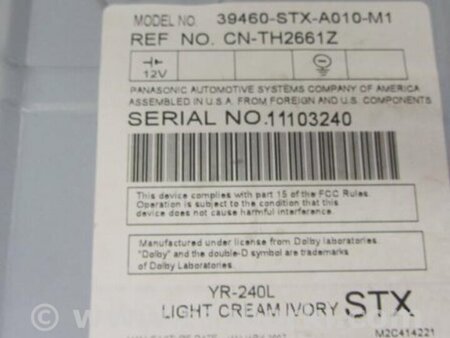 MODEL NO. 39460-STX-A010-M1
REF NO. CN-TH2661Z
12V
PANASONIC AUTOMOTIVE SYSTEMS COMPANY OF AMERICA
ASSEMBLED IN U.S.A. FROM FOREIGN AND U.S. COMPONENTS
SERIAL NO.11103240
This device complies with part 15 of the FCC Rules.
Operation is subject to the condition that this
device does not cause harmful interference.
Manufactured under license from Dolby laboratories.
"Dolby" and the double-D symbol are trademarks
of Dolby Laboratories.
YR-240L
LIGHT CREAM IVORY STX
M2C414221